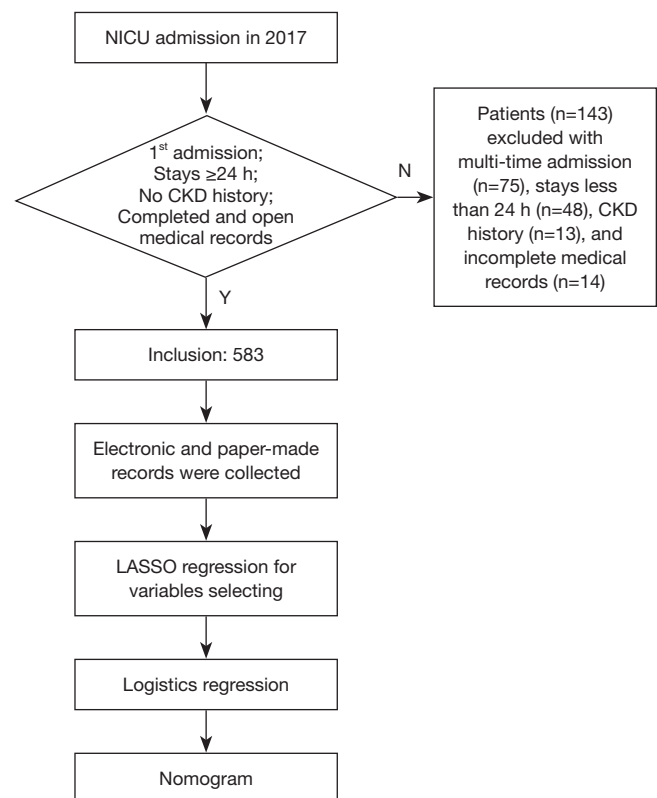 NICU admission in 2017
1st admission;
Stays ≥24 h;
No CKD history;
Completed and open
medical records
N
Patients (n=143)
excluded with
multi-time admission
(n=75), stays less
than 24 h (n=48), CKD
history (n=13), and
incomplete medical
records (n=14)
Y
Inclusion: 583
Electronic and paper-made
records were collected
LASSO regression for
variables selecting
Logistics regression
Nomogram